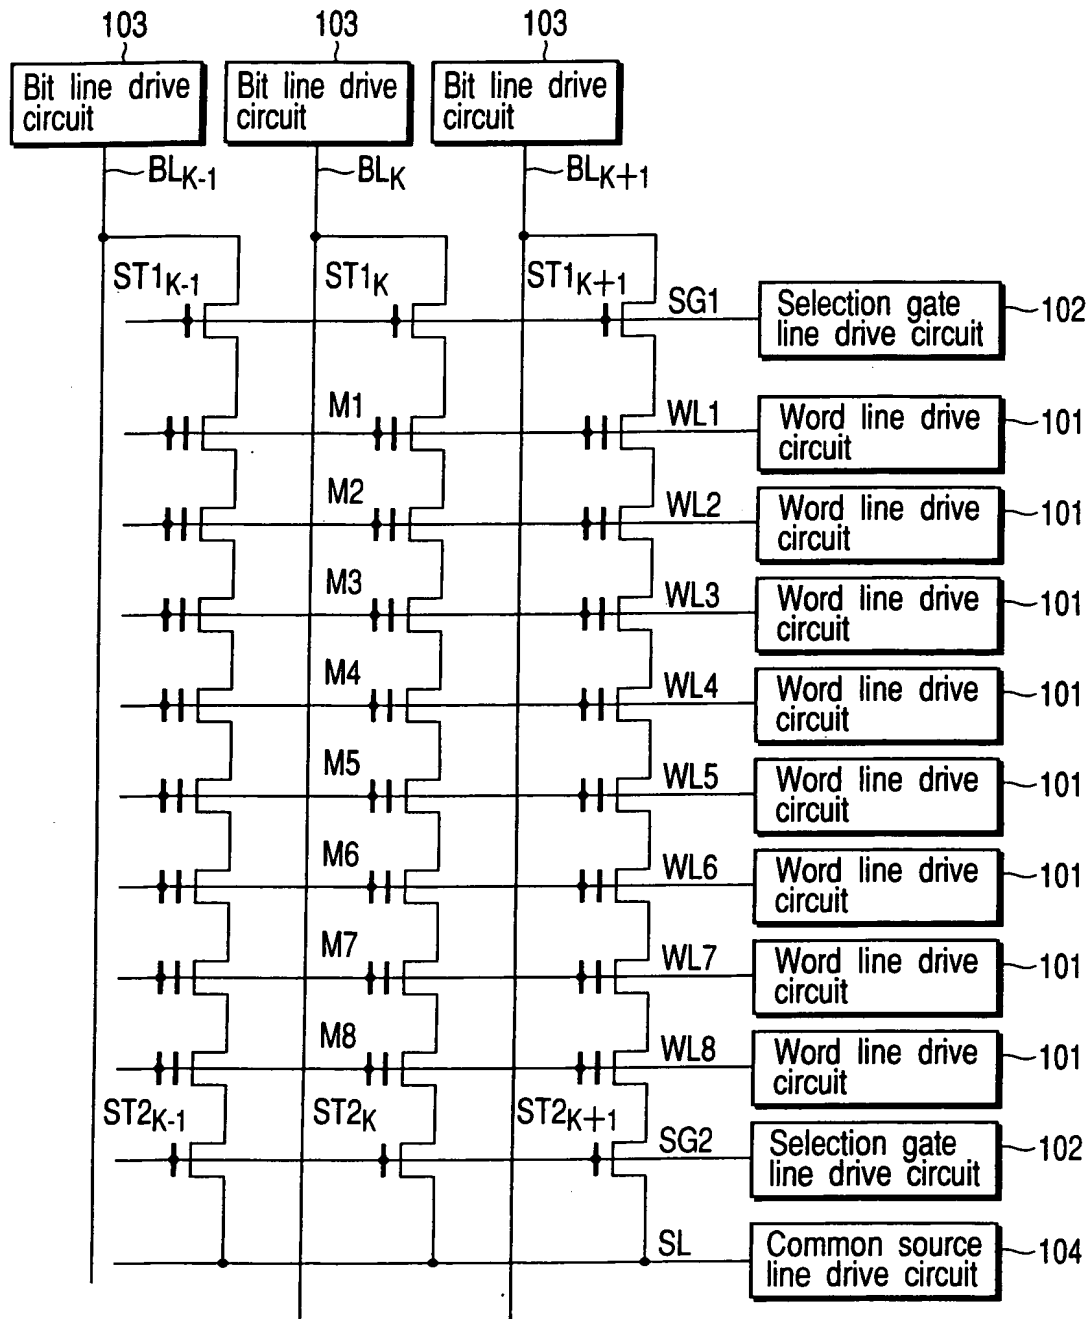 103 103 103
Bit line drive circuit Bit line drive circuit Bit line drive circuit
BLK-1 BLK BLK+1
ST1K-1 ST1K ST1K+1 SG1 Selection gate line drive circuit 102
M1 WL1 Word line drive circuit 101
M2 WL2 Word line drive circuit 101
M3 WL3 Word line drive circuit 101
M4 WL4 Word line drive circuit 101
M5 WL5 Word line drive circuit 101
M6 WL6 Word line drive circuit 101
M7 WL7 Word line drive circuit 101
M8 WL8 Word line drive circuit 101
ST2K-1 ST2K ST2K+1 SG2 Selection gate line drive circuit 102
SL Common source line drive circuit 104